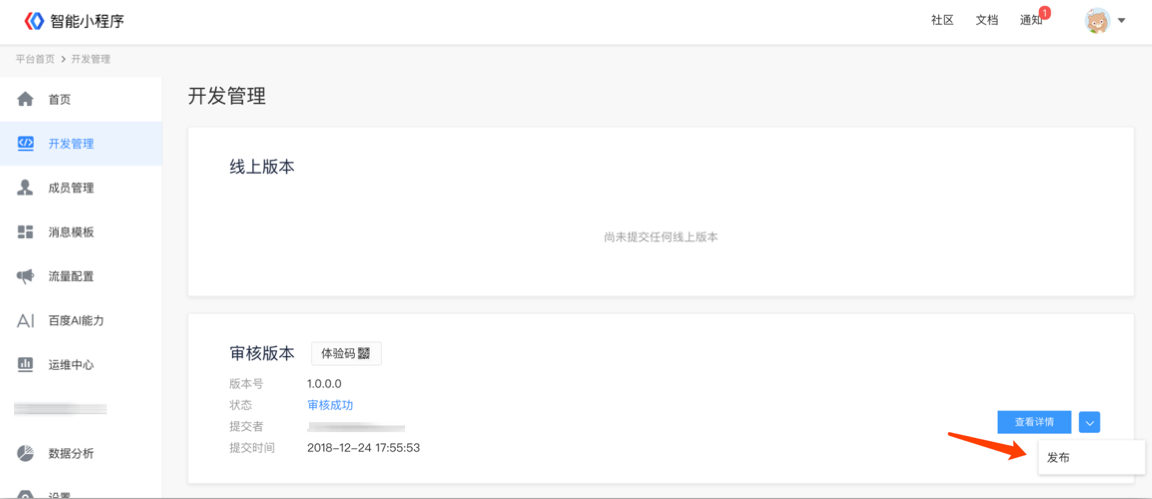 智能小程序
社区 文档 通知 1
平台首页 > 开发管理
首页
开发管理
成员管理
消息模板
流量配置
AI 百度AI能力
运维中心
数据分析
设置
开发管理
线上版本
尚未提交任何线上版本
审核版本 体验码
版本号 1.0.0.0
状态 审核成功
提交者
提交时间 2018-12-24 17:55:53
查看详情
发布